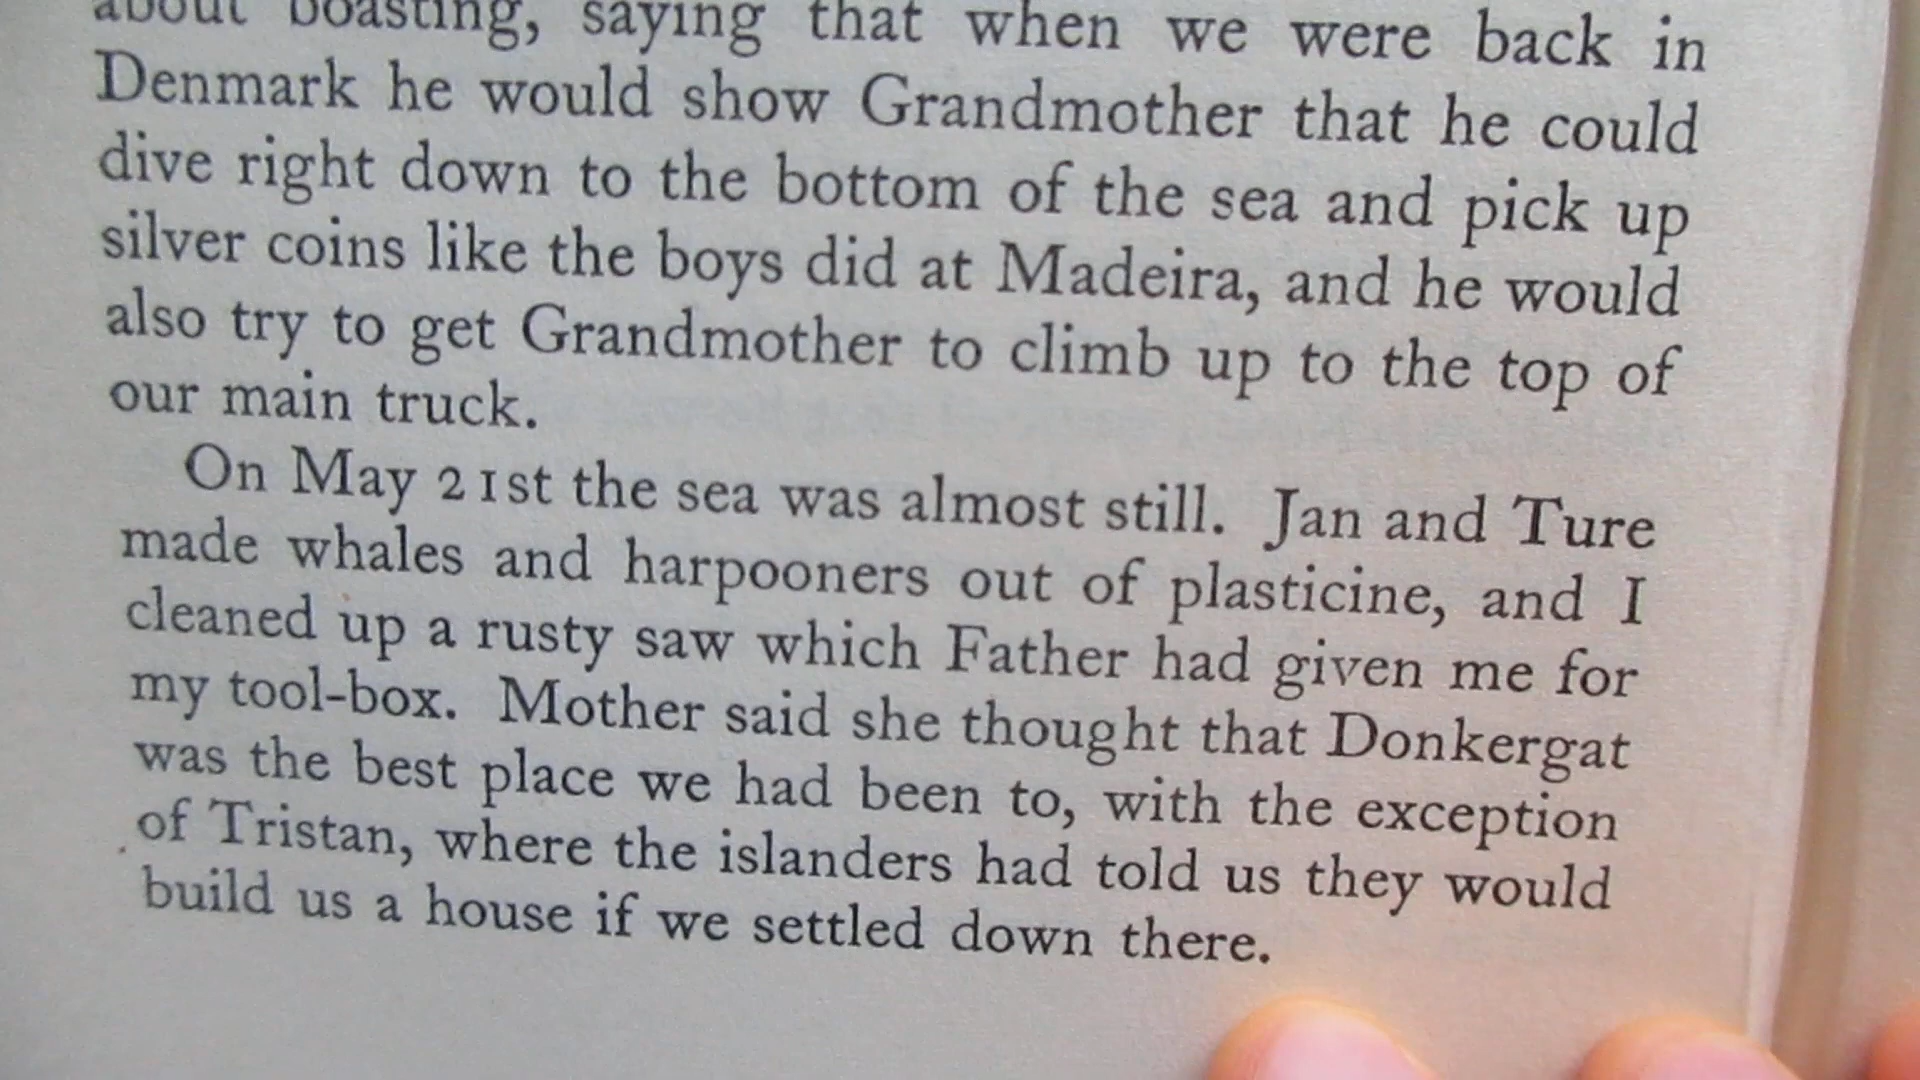 about boasting, saying that when we were back in
Denmark he would show Grandmother that he could
dive right down to the bottom of the sea and pick up
silver coins like the boys did at Madeira, and he would
also try to get Grandmother to climb up to the top of
our main truck.
On May 21st the sea was almost still. Jan and Ture
made whales and harpooners out of plasticine, and I
cleaned up a rusty saw which Father had given me for
my tool-box. Mother said she thought that Donkergat
was the best place we had been to, with the exception
of Tristan, where the islanders had told us they would
build us a house if we settled down there.